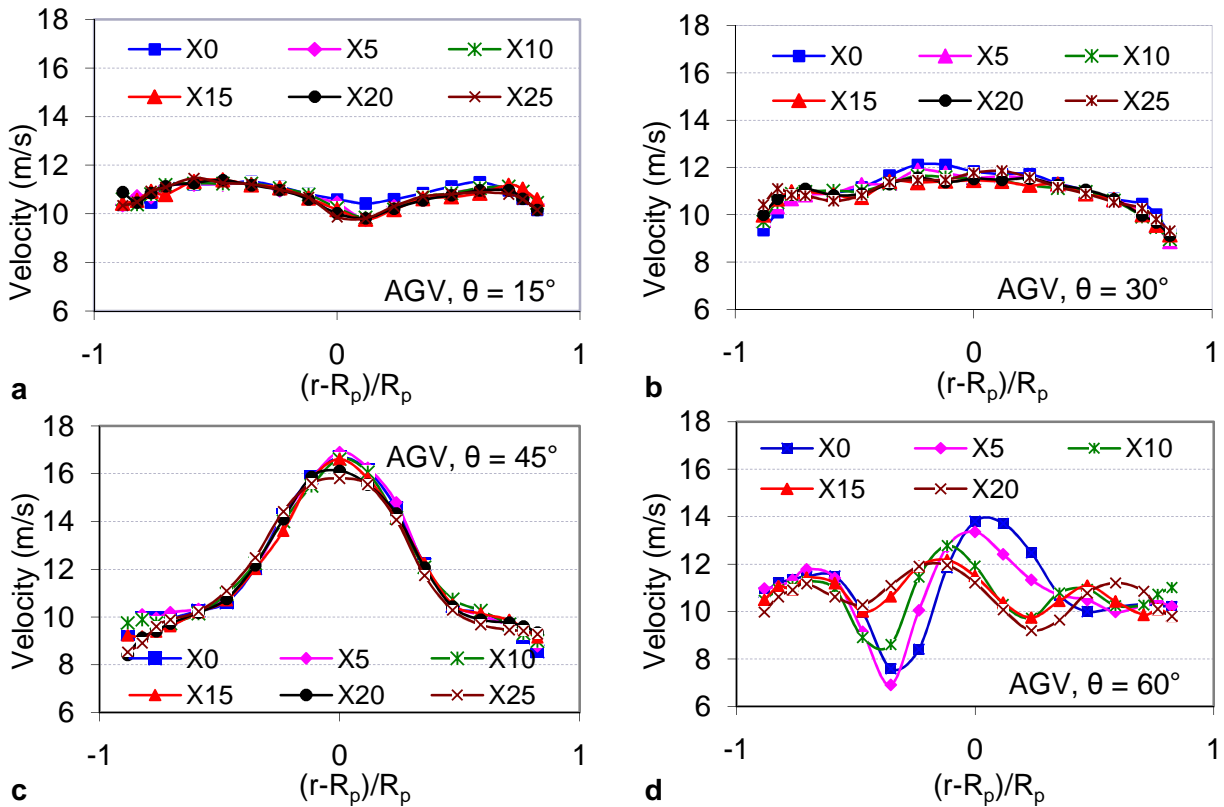 18
16
14
12
10
8
6
Velocity (m/s)
X0 X5 X10
X15 X20 X25
AGV, θ = 15°
-1 0 1
(r-Rp)/Rp
a
18
16
14
12
10
8
6
Velocity (m/s)
X0 X5 X10
X15 X20 X25
AGV, θ = 30°
-1 0 1
(r-Rp)/Rp
b
18
16
14
12
10
8
6
Velocity (m/s)
AGV, θ = 45°
X0 X5 X10
X15 X20 X25
-1 0 1
(r-Rp)/Rp
c
18
16
14
12
10
8
6
Velocity (m/s)
X0 X5 X10
X15 X20
AGV, θ = 60°
-1 0 1
(r-Rp)/Rp
d